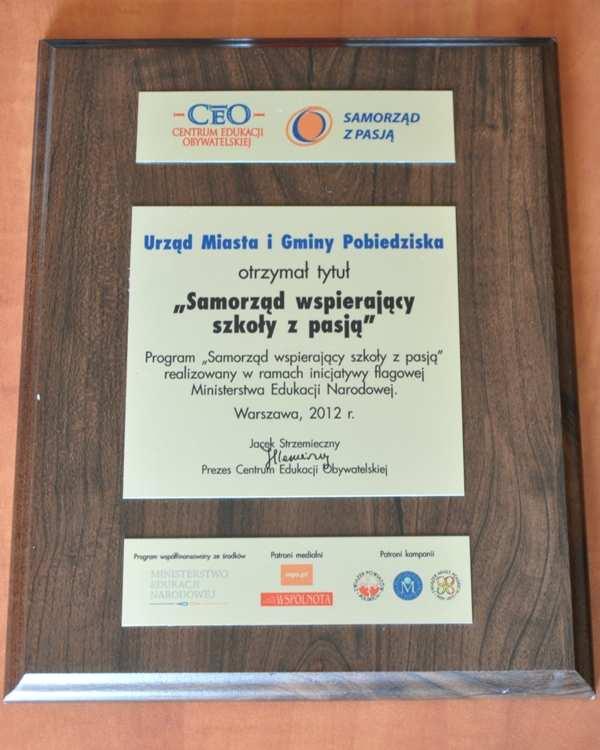 CEO
CENTRUM EDUKACJI
OBYWATELSKIEJ
SAMORZĄD
Z PASJĄ
Urząd Miasta i Gminy Pobiedziska
otrzymał tytuł
„Samorząd wspierający
szkoły z pasją"
Program „Samorząd wspierający szkoły z pasją"
realizowany w ramach inicjatywy flagowej
Ministerstwa Edukacji Narodowej.
Warszawa, 2012 r.
Jacek Strzemieczny
Prezes Centrum Edukacji Obywatelskiej
Program współfinansowany ze środków
Patroni medialni
Patroni kampanii
MINISTERSTWO
EDUKACJI
NARODOWEJ
WSPÓLNOTA
M